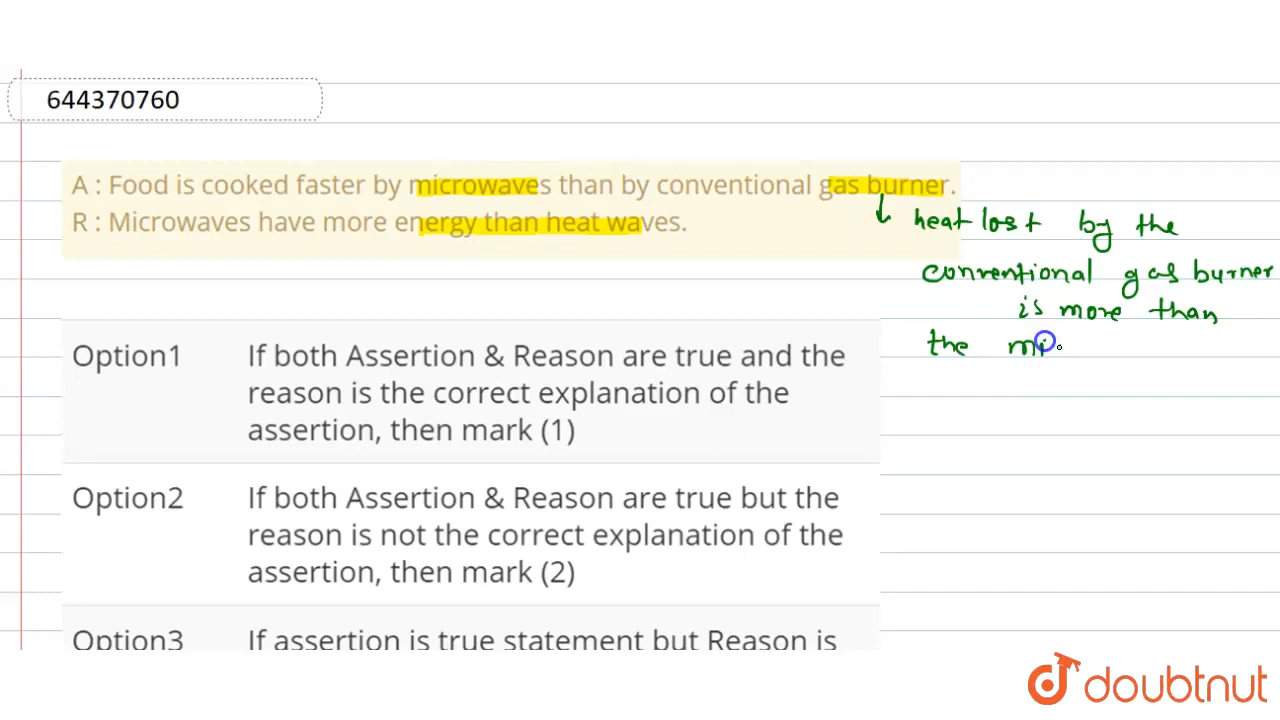 644370760
A : Food is cooked faster by microwaves than by conventional gas burner.
R : Microwaves have more energy than heat waves.
heat lost by the
conventional gas burner
is more than
the mi
Option1 If both Assertion & Reason are true and the
reason is the correct explanation of the
assertion, then mark (1)
Option2 If both Assertion & Reason are true but the
reason is not the correct explanation of the
assertion, then mark (2)
Option3 If assertion is true statement but Reason is
doubtnut